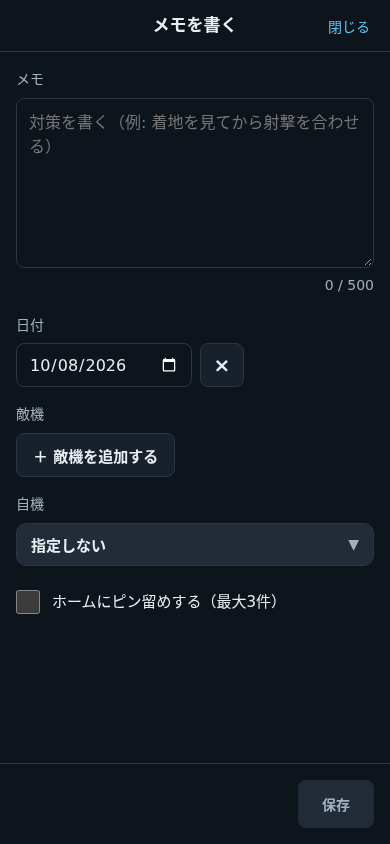 メモを書く
閉じる
メモ
対策を書く（例: 着地を見てから射撃を合わせ
る）
0 / 500
日付
10/08/2026
×
敵機
＋ 敵機を追加する
自機
指定しない ▼
ホームにピン留めする（最大3件）
保存